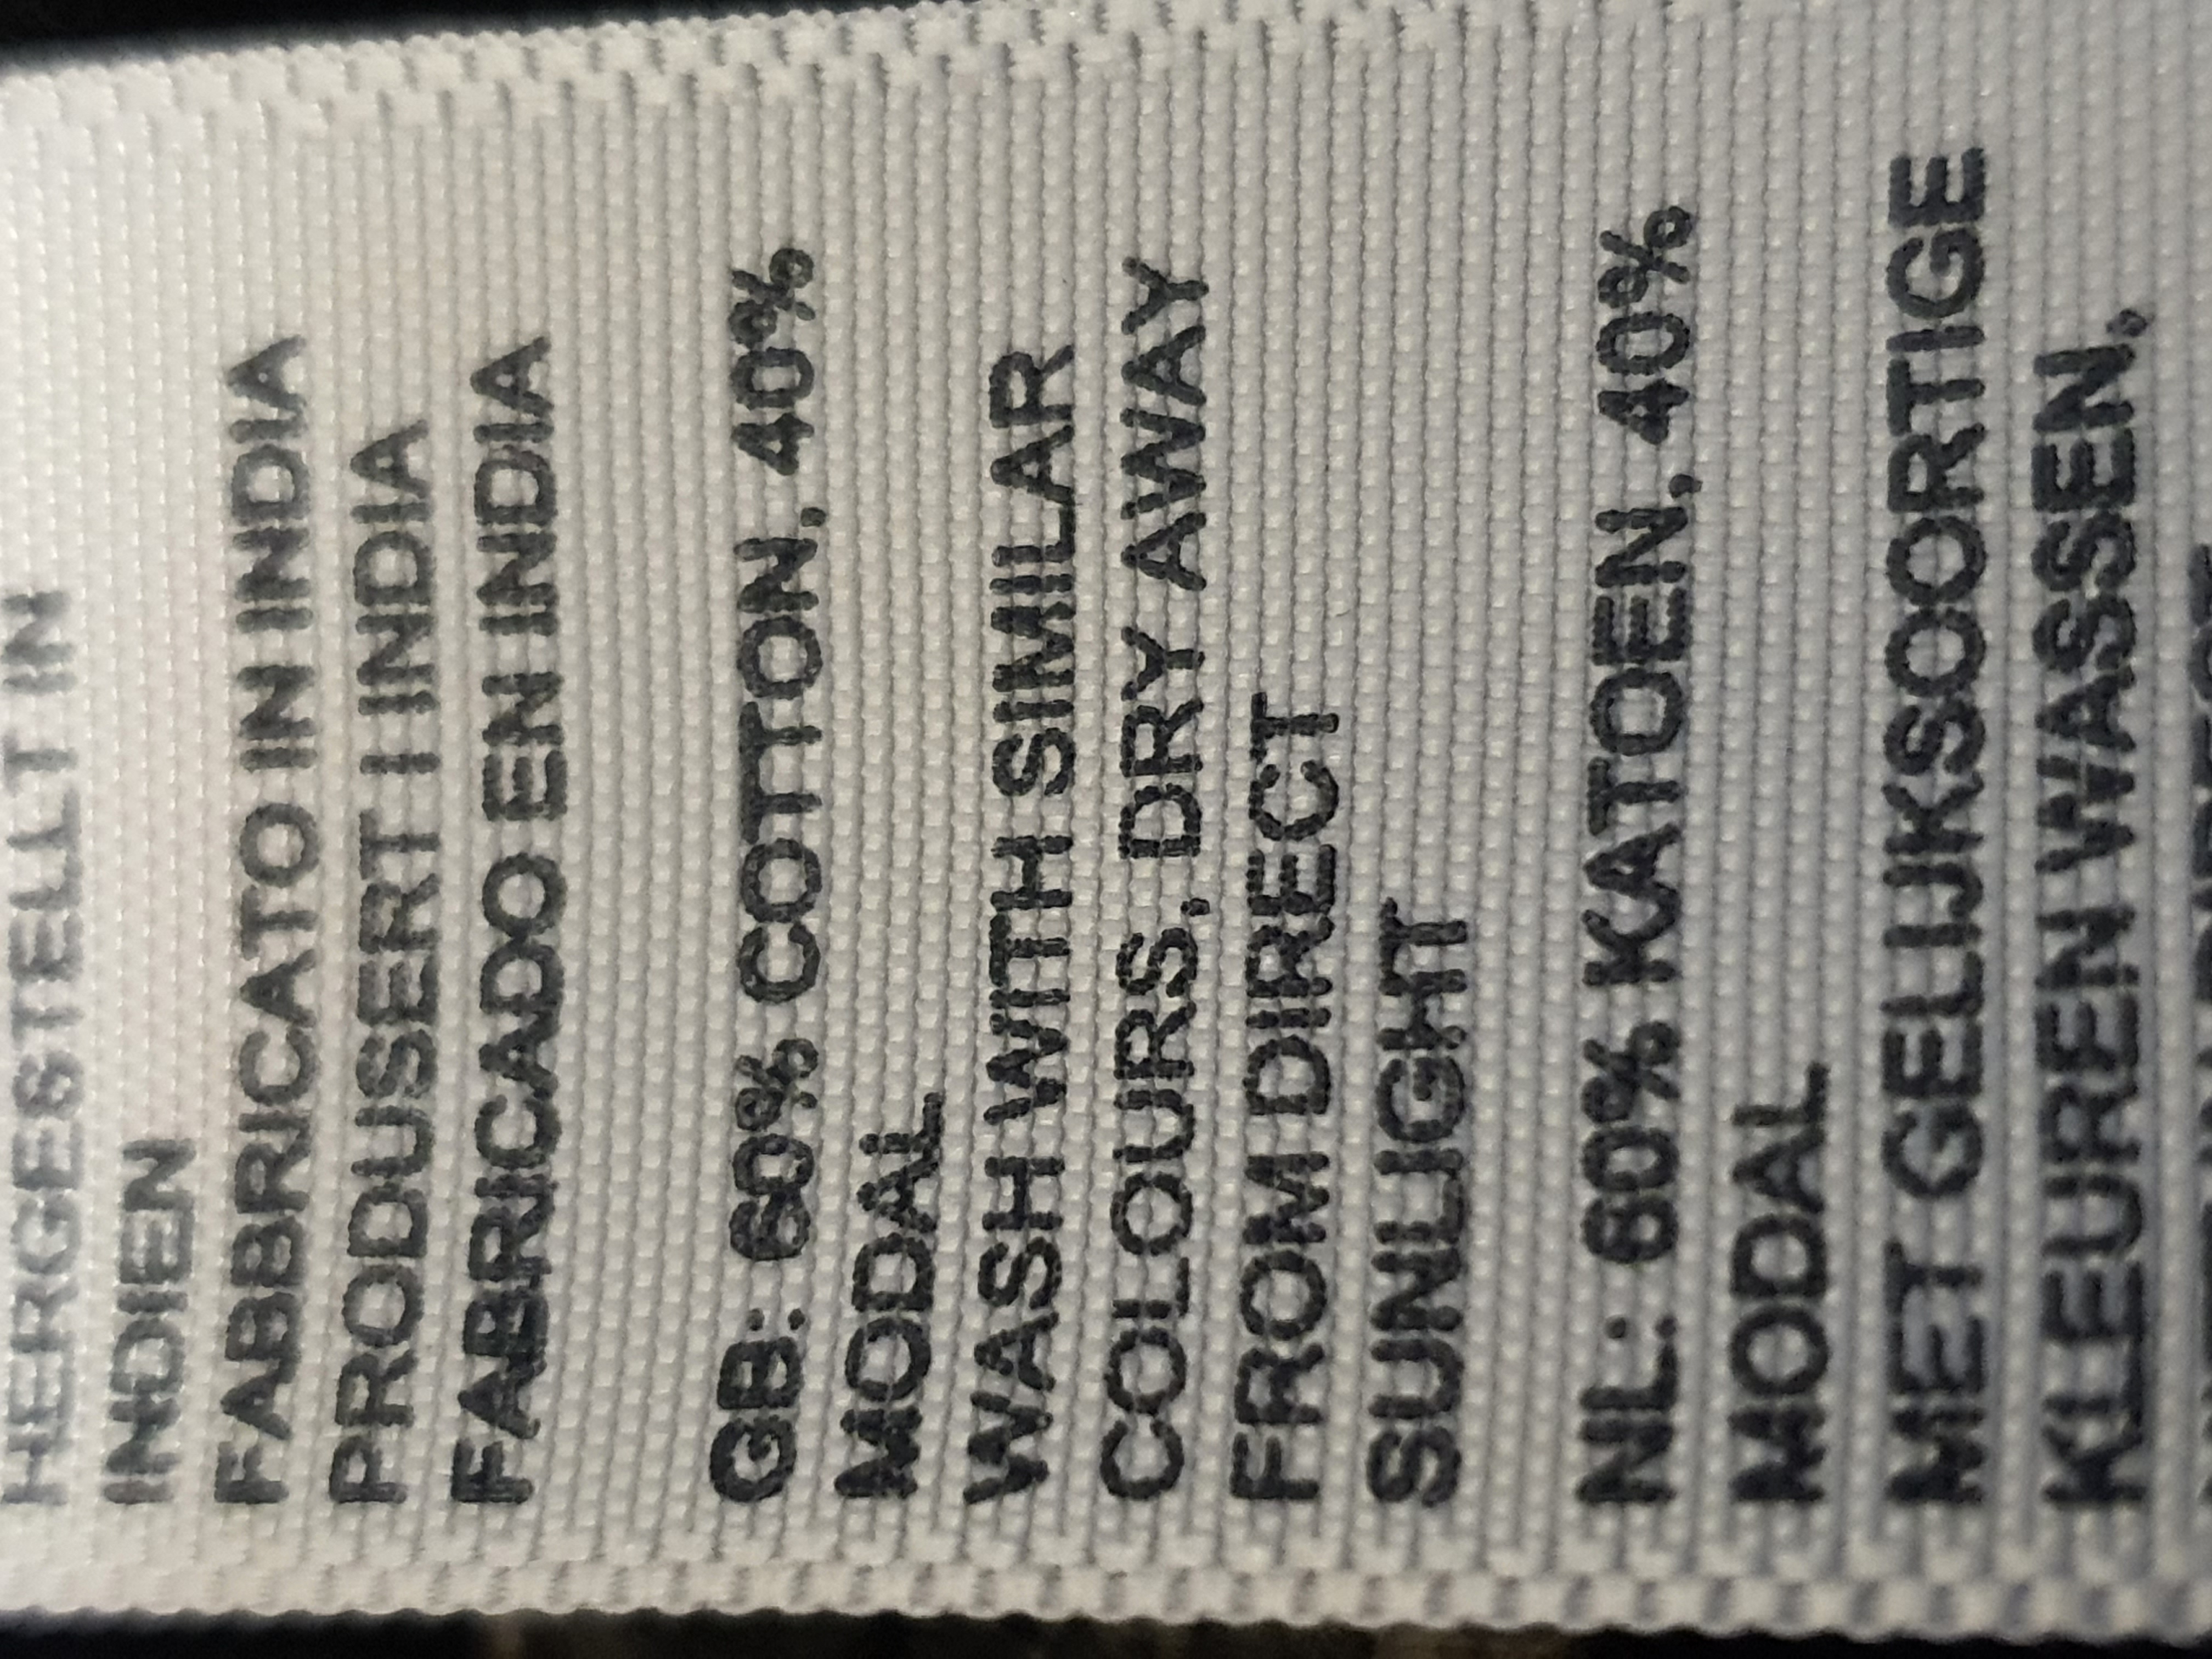 HERGESTELLT IN
INDIEN
FABBRICATO IN INDIA
PRODUSERT I INDIA
FABRICADO EN INDIA
GB: 60% COTTON, 40%
MODAL
WASH WITH SIMILAR
COLOURS, DRY AWAY
FROM DIRECT
SUNLIGHT
NL: 60% KATOEN, 40%
MODAL
MET GELIJKSOORTIGE
KLEUREN WASSEN,